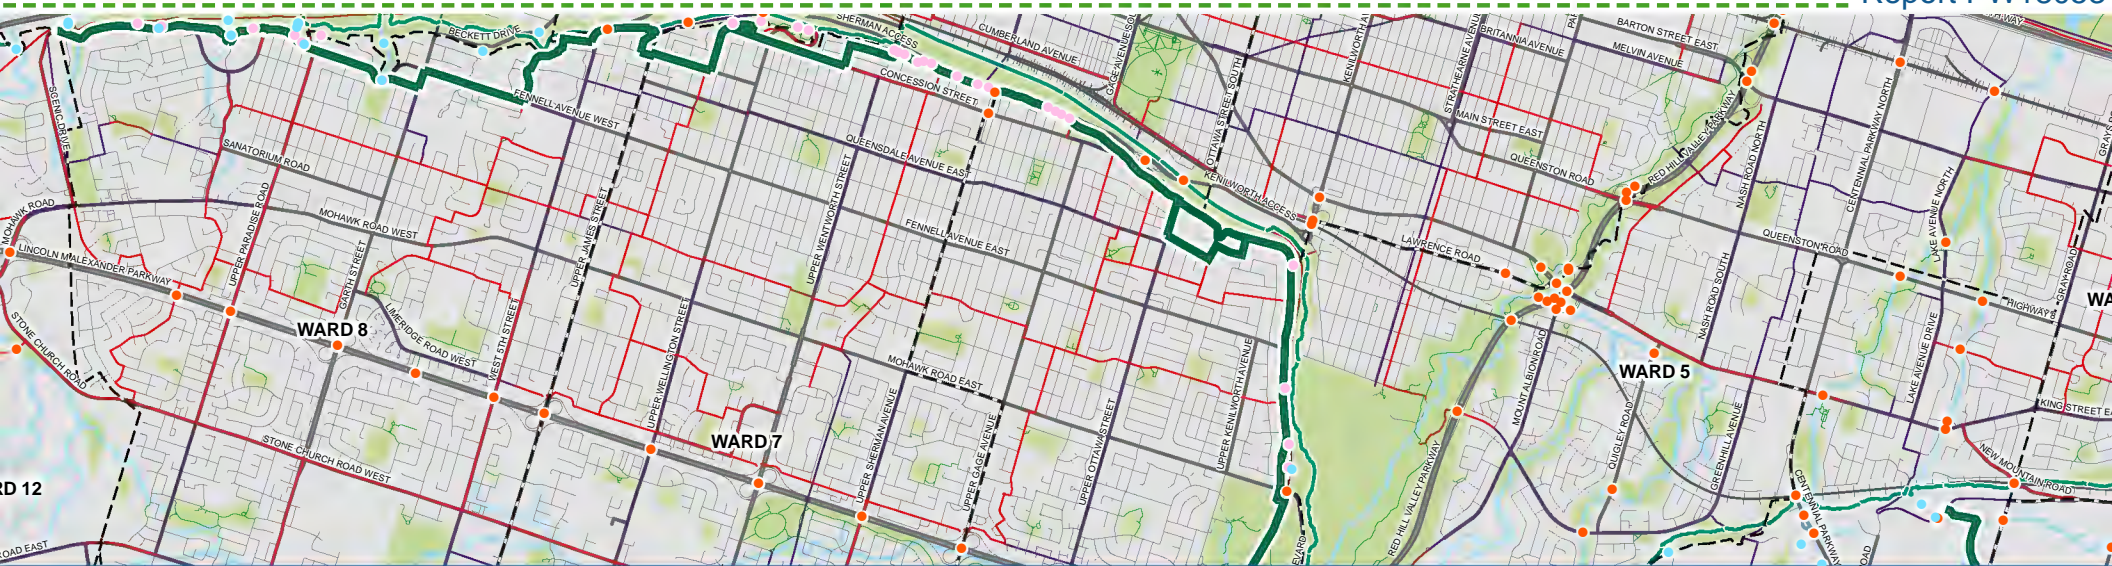 SHERMAN ACCESS
BECKETT DRIVE
CUMBERLAND AVENUE
BARTON STREET EAST
BRITANNIA AVENUE
MELVIN AVENUE
CONCESSION STREET
SCENIC DRIVE
FENNELL AVENUE WEST
OTTAWA STREET SOUTH
MAIN STREET EAST
RED HILL VALLEY PARKWAY
CENTENNIAL PARKWAY NORTH
SANATORIUM ROAD
QUEENSDALE AVENUE EAST
QUEENSTON ROAD
NASH ROAD NORTH
KENILWORTH ACCESS
MOHAWK ROAD
UPPER PARADISE ROAD
MOHAWK ROAD WEST
UPPER JAMES STREET
UPPER WENTWORTH STREET
FENNELL AVENUE EAST
LAWRENCE ROAD
QUEENSTON ROAD
LAKE AVENUE NORTH
LINCOLN M ALEXANDER PARKWAY
GARTH STREET
GRAY ROAD
HIGHWAY 8
STONE CHURCH ROAD
WARD 8
LIMERIDGE ROAD WEST
WEST 5TH STREET
UPPER WELLINGTON STREET
MOHAWK ROAD EAST
UPPER KENILWORTH AVENUE
MOUNT ALBION ROAD
WARD 5
NASH ROAD SOUTH
LAKE AVENUE DRIVE
STONE CHURCH ROAD WEST
WARD 7
UPPER SHERMAN AVENUE
UPPER GAGE AVENUE
UPPER OTTAWA STREET
RED HILL VALLEY PARKWAY
QUIGLEY ROAD
GREENHILL AVENUE
KING STREET E
NEW MOUNTAIN ROAD
CENTENNIAL PARKWAY
RD 12
OAD EAST